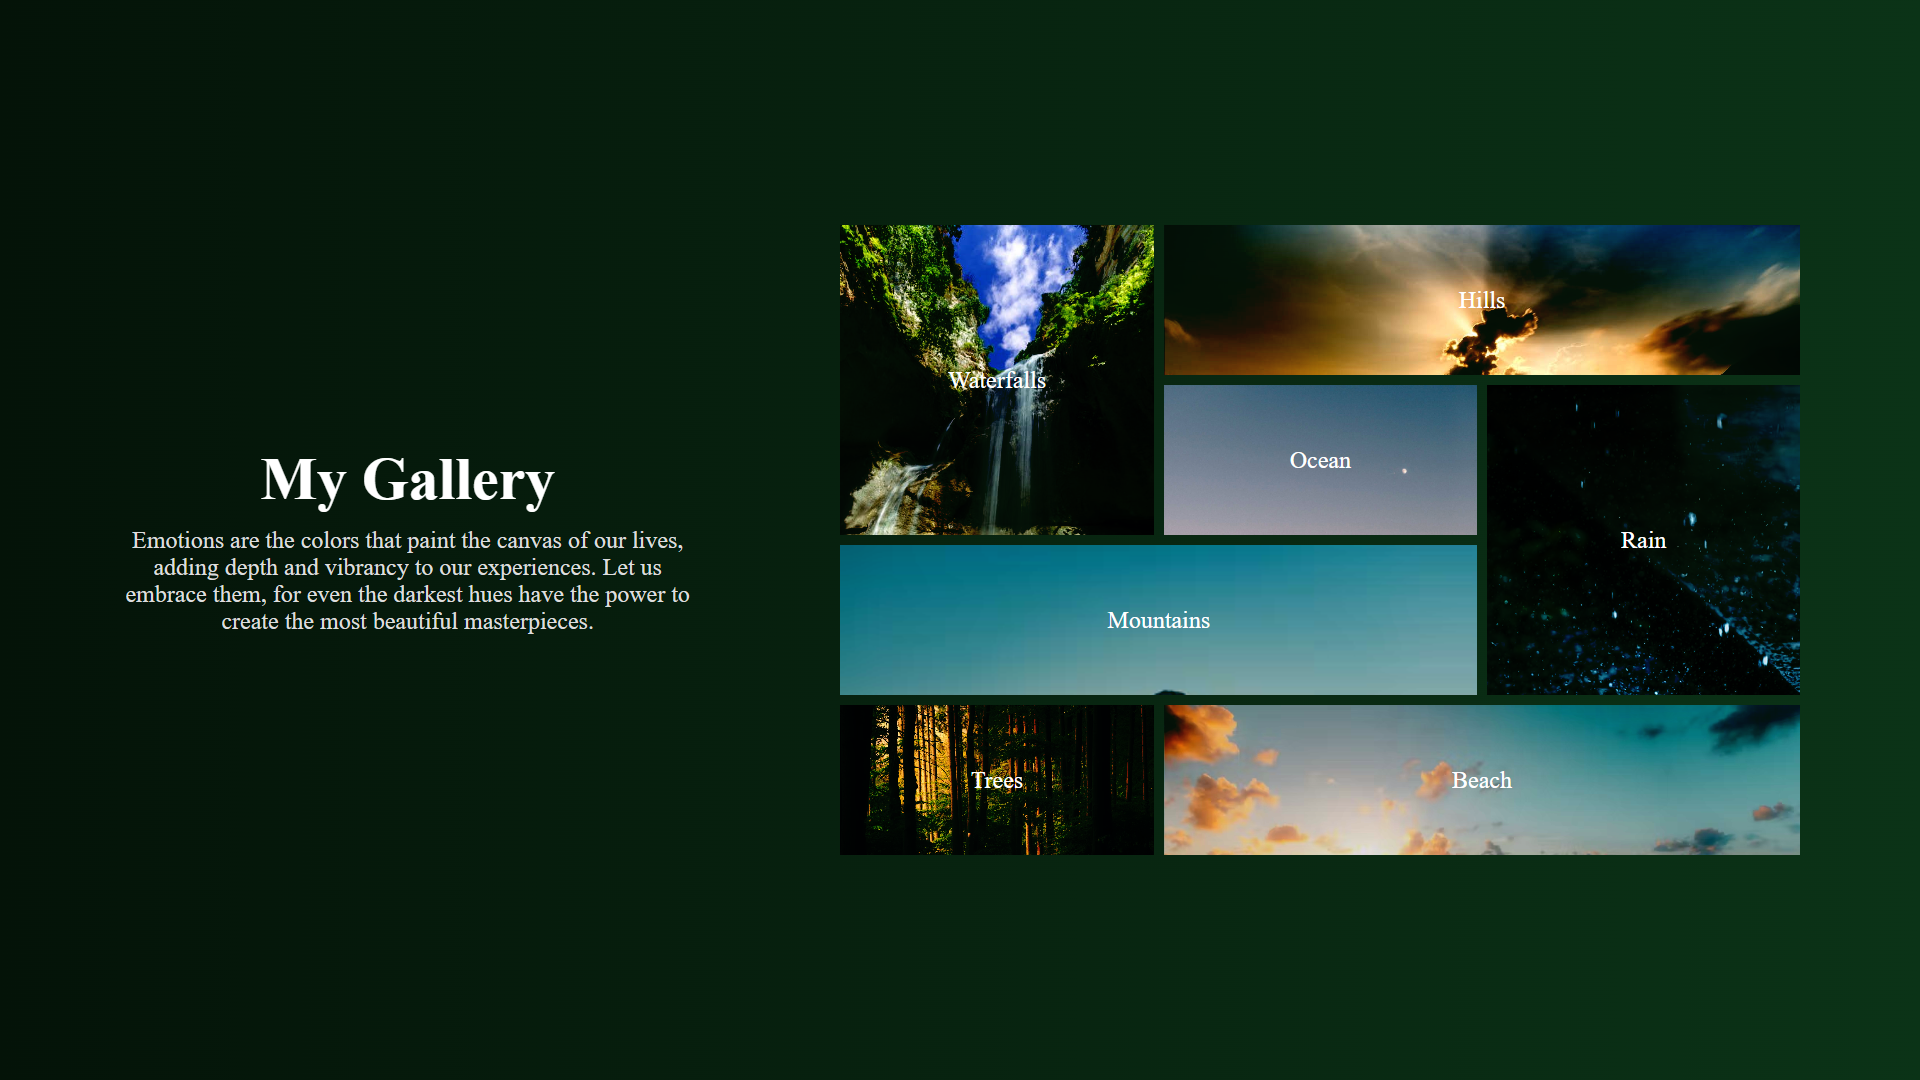 My Gallery
Emotions are the colors that paint the canvas of our lives,
adding depth and vibrancy to our experiences. Let us
embrace them, for even the darkest hues have the power to
create the most beautiful masterpieces.
Waterfalls
Hills
Ocean
Rain
Mountains
Trees
Beach